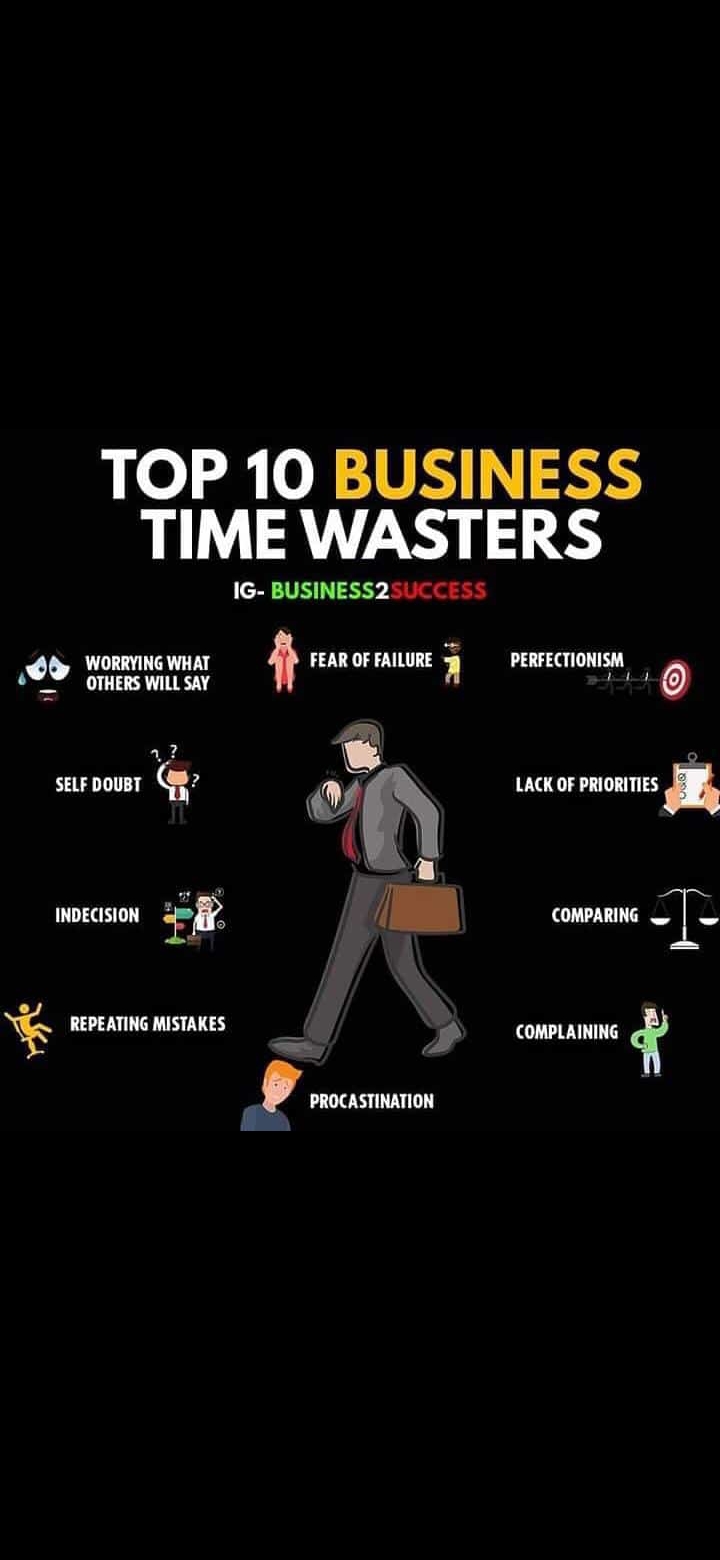 TOP 10 BUSINESS
TIME WASTERS
IG- BUSINESS2SUCCESS
WORRYING WHAT
OTHERS WILL SAY
FEAR OF FAILURE
PERFECTIONISM
SELF DOUBT
? ? ?
LACK OF PRIORITIES
INDECISION
COMPARING
REPEATING MISTAKES
COMPLAINING
PROCASTINATION